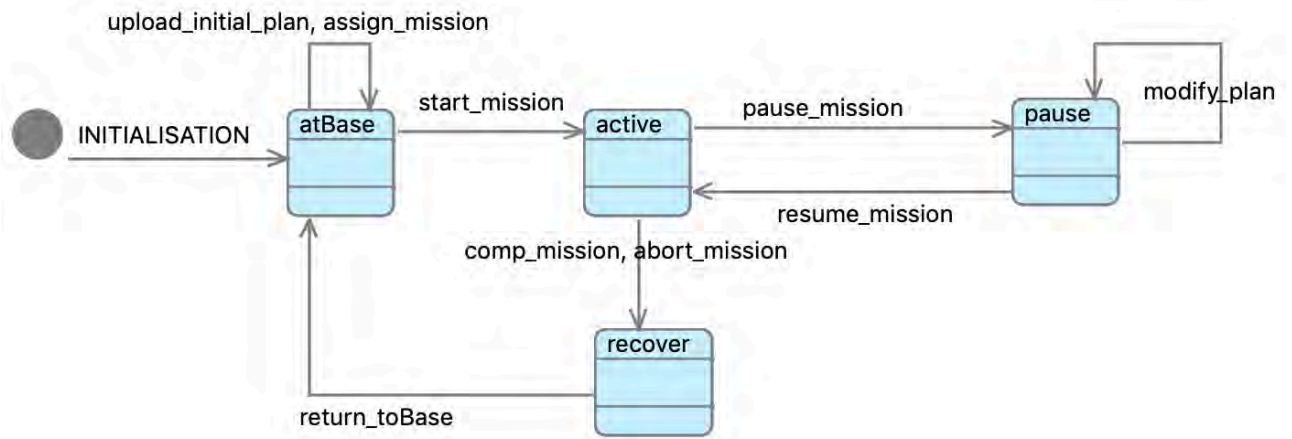 upload_initial_plan, assign_mission
start_mission
pause_mission
modify_plan
INITIALISATION
atBase
active
pause
resume_mission
comp_mission, abort_mission
recover
return_toBase